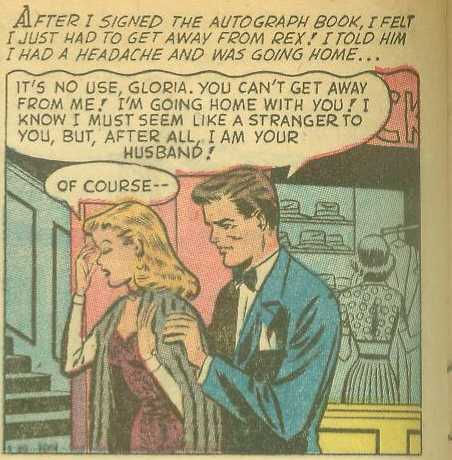 AFTER I SIGNED THE AUTOGRAPH BOOK, I FELT
I JUST HAD TO GET AWAY FROM REX! I TOLD HIM
I HAD A HEADACHE AND WAS GOING HOME...
IT'S NO USE, GLORIA. YOU CAN'T GET AWAY
FROM ME! I'M GOING HOME WITH YOU! I
KNOW I MUST SEEM LIKE A STRANGER TO
YOU, BUT, AFTER ALL, I AM YOUR
HUSBAND!
OF COURSE--